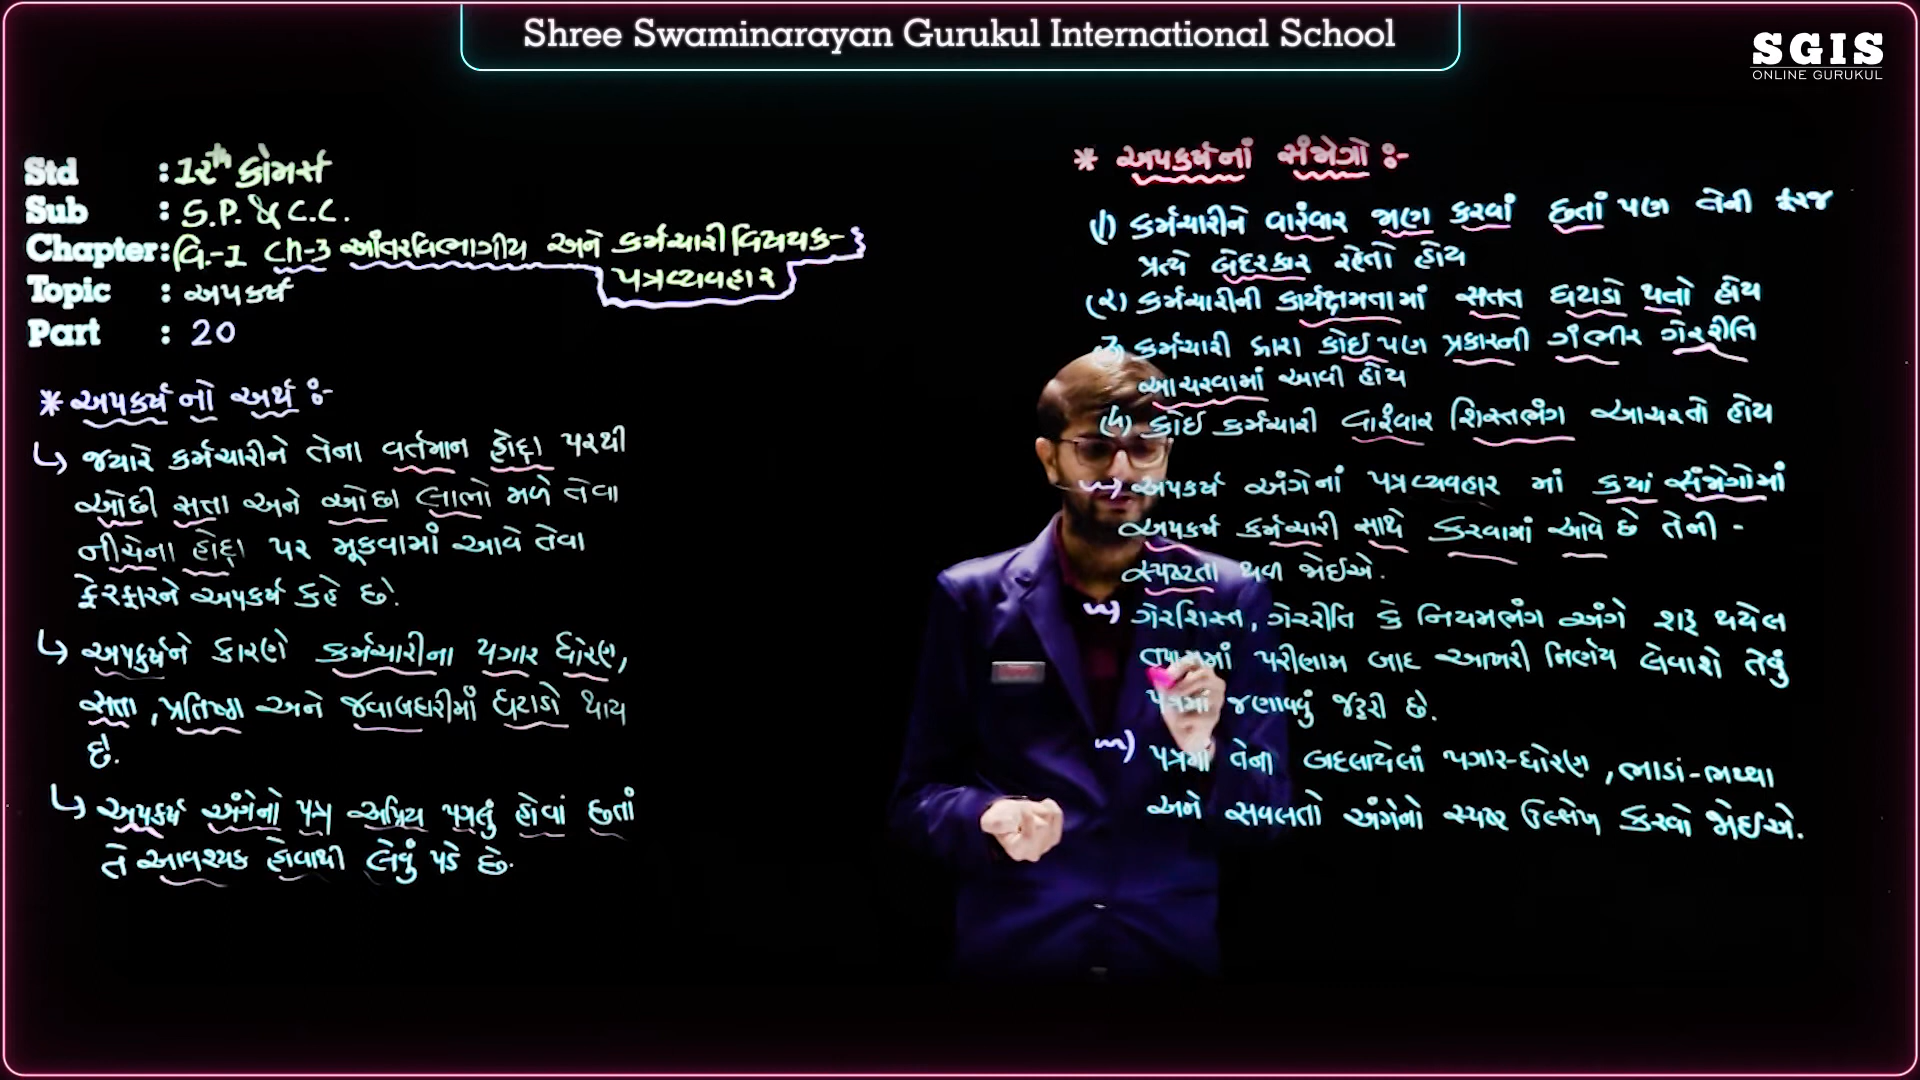 Shree Swaminarayan Gurukul International School
SGIS
ONLINE GURUKUL
Std : 12th કોમર્સ
Sub : S.P. & C.C.
Chapter: વિ.-1 Ch-3 આંતરવિભાગીય અને કર્મચારીવિષયક-
પત્રવ્યવહાર
Topic : અપકર્ષ
Part : 20
* અપકર્ષ નો અર્થ :-
↳ જ્યારે કર્મચારીને તેના વર્તમાન હોદ્દા પરથી
ઓછી સત્તા અને ઓછા લાભો મળે તેવા
નીચેના હોદ્દા પર મૂકવામાં આવે તેવા
ફેરફારને અપકર્ષ કહે છે.
↳ અપકર્ષને કારણે કર્મચારીના પગાર ધોરણ,
સત્તા, પ્રતિષ્ઠા અને જવાબદારીમાં ઘટાડો થાય
છે.
↳ અપકર્ષ અંગેનો પત્ર અપ્રિય પગલું હોવાં છતાં
તે આવશ્યક હોવાથી લેવું પડે છે.
* અપકર્ષનાં સંજોગો :-
(1) કર્મચારીને વારંવાર જાણ કરવાં છતાં પણ તેની ફરજ
પ્રત્યે બેદરકાર રહેતો હોય
(૨) કર્મચારીની કાર્યક્ષમતામાં સતત ઘટાડો થતો હોય
૩) કર્મચારી દ્વારા કોઈ પણ પ્રકારની ગંભીર ગેરરીતિ
આચરવામાં આવી હોય
(૪) કોઈ કર્મચારી વારંવાર શિસ્તભંગ આચરતો હોય
અપકર્ષ અંગેનાં પત્રવ્યવહાર માં કયાં સંજોગોમાં
અપકર્ષ કર્મચારી સાથે કરવામાં આવે છે તેની -
સ્પષ્ટતા થવી જોઈએ.
ગેરશિસ્ત, ગેરરીતિ કે નિયમભંગ અંગે શરૂ થયેલ
તપાસમાં પરીણામ બાદ આખરી નિર્ણય લેવાશે તેવું
પત્રમાં જણાવવું જરૂરી છે.
પત્રમાં તેના બદલાયેલાં પગાર-ધોરણ, ભાડાં-ભથ્થા
અને સવલતો અંગેનો સ્પષ્ટ ઉલ્લેખ કરવો જોઈએ.